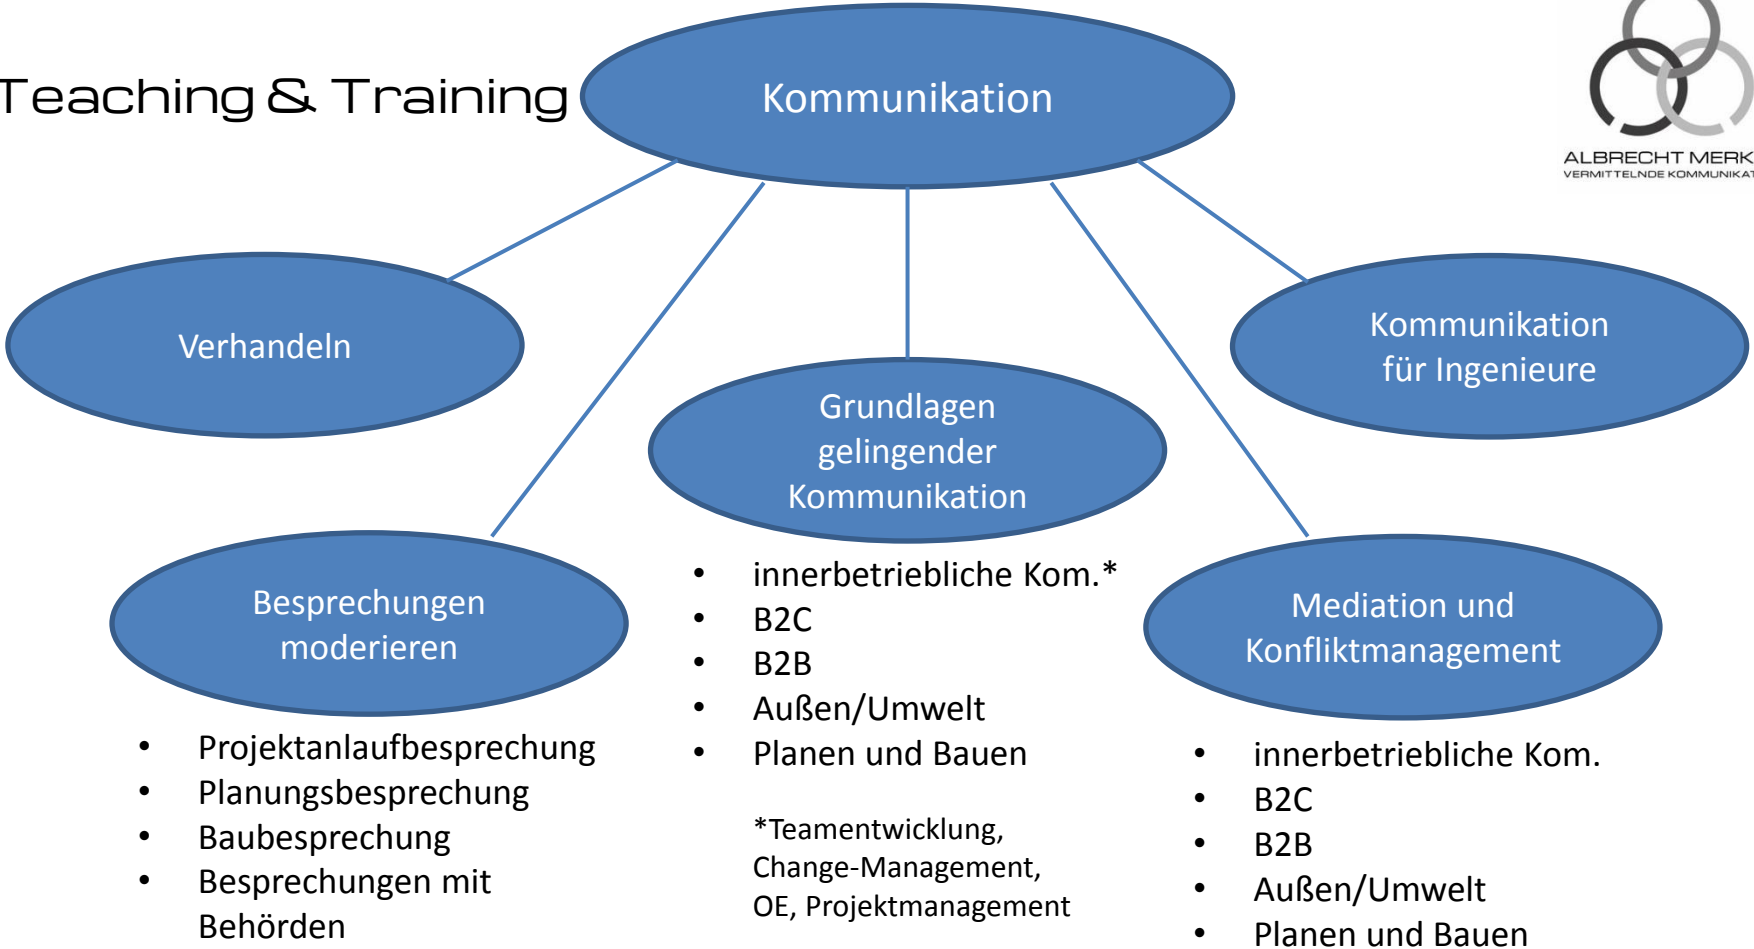 Teaching & Training
Kommunikation
ALBRECHT MERK
VERMITTELNDE KOMMUNIKAT
Verhandeln
Kommunikation
für Ingenieure
Grundlagen
gelingender
Kommunikation
Besprechungen
moderieren
Mediation und
Konfliktmanagement
• Projektanlaufbesprechung
• Planungsbesprechung
• Baubesprechung
• Besprechungen mit
Behörden
• innerbetriebliche Kom.*
• B2C
• B2B
• Außen/Umwelt
• Planen und Bauen
*Teamentwicklung,
Change-Management,
OE, Projektmanagement
• innerbetriebliche Kom.
• B2C
• B2B
• Außen/Umwelt
• Planen und Bauen